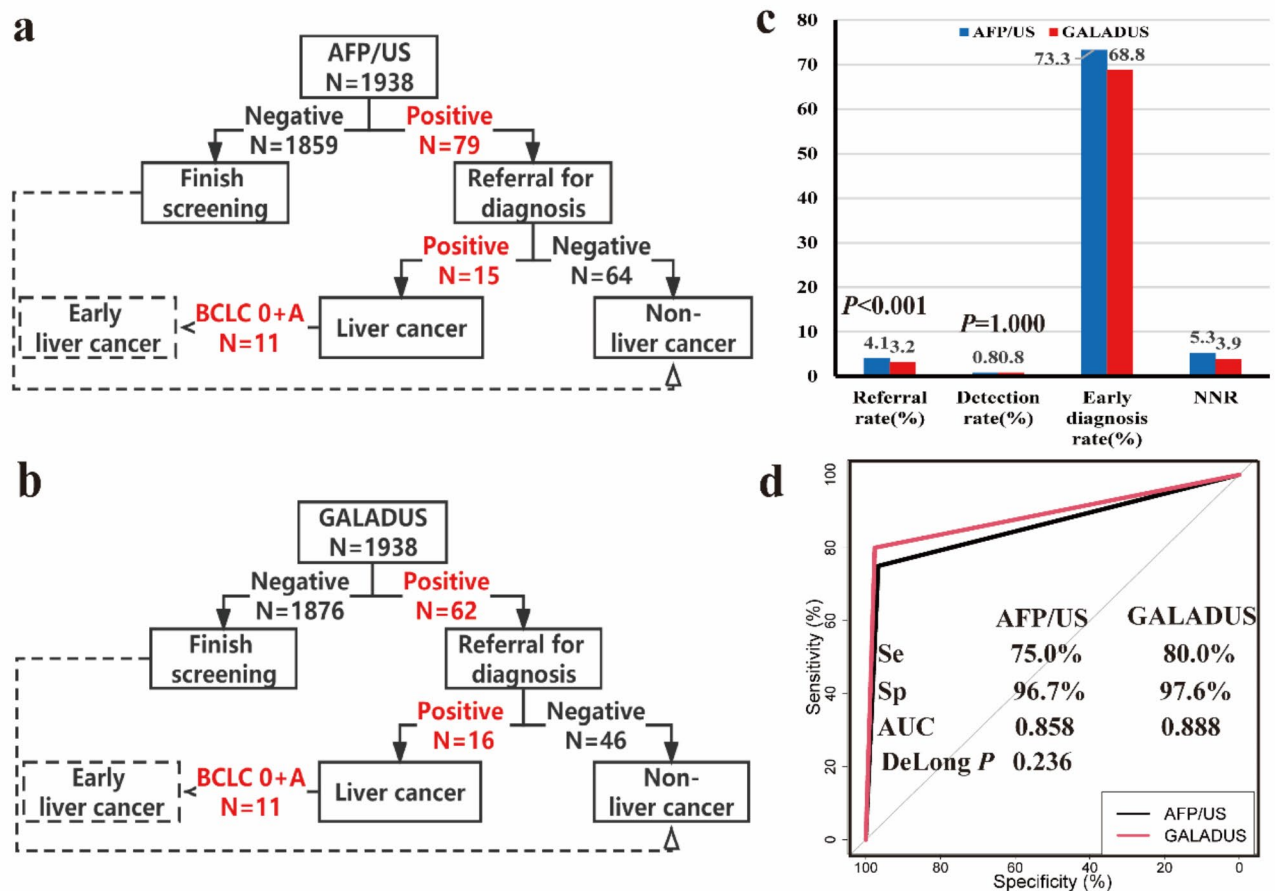 a
AFP/US
N=1938
Negative
N=1859
Positive
N=79
Finish
screening
Referral for
diagnosis
Positive
N=15
Negative
N=64
Early
liver cancer
BCLC 0+A
N=11
Liver cancer
Non-
liver cancer
b
GALADUS
N=1938
Negative
N=1876
Positive
N=62
Finish
screening
Referral for
diagnosis
Positive
N=16
Negative
N=46
Early
liver cancer
BCLC 0+A
N=11
Liver cancer
Non-
liver cancer
c
AFP/US GALADUS
80
70
60
50
40
30
20
10
0
73.3 68.8
P<0.001
P=1.000
4.1 3.2
0.8 0.8
5.3 3.9
Referral
rate(%)
Detection
rate(%)
Early
diagnosis
rate(%)
NNR
d
Sensitivity (%)
100
80
60
40
20
0
AFP/US GALADUS
Se 75.0% 80.0%
Sp 96.7% 97.6%
AUC 0.858 0.888
DeLong P 0.236
AFP/US
GALADUS
100 80 60 40 20 0
Specificity (%)